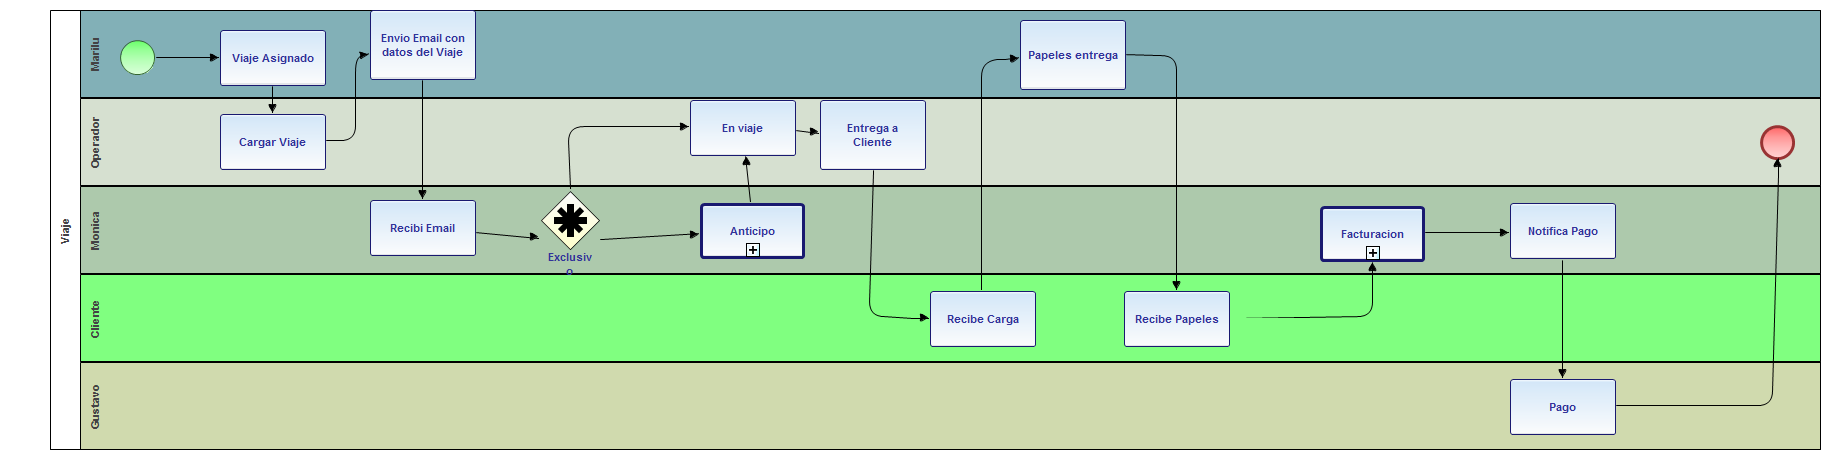 Viaje
Marilu
Viaje Asignado
Envio Email con
datos del Viaje
Papeles entrega
Operador
Cargar Viaje
En viaje
Entrega a
Cliente
Monica
Recibi Email
Exclusiv
o
Anticipo
Facturacion
Notifica Pago
Cliente
Recibe Carga
Recibe Papeles
Gustavo
Pago